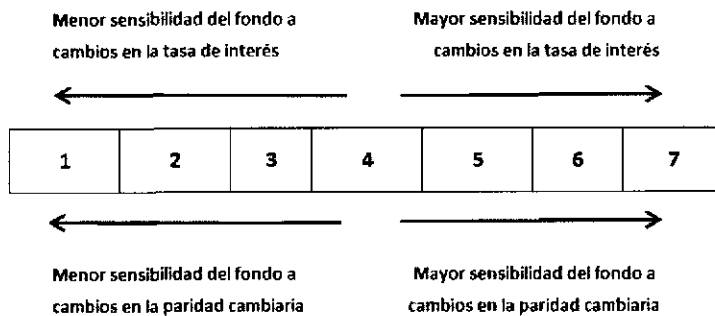 Menor sensibilidad del fondo a
cambios en la tasa de interés
Mayor sensibilidad del fondo a
cambios en la tasa de interés
1 2 3 4 5 6 7
Menor sensibilidad del fondo a
cambios en la paridad cambiaria
Mayor sensibilidad del fondo a
cambios en la paridad cambiaria